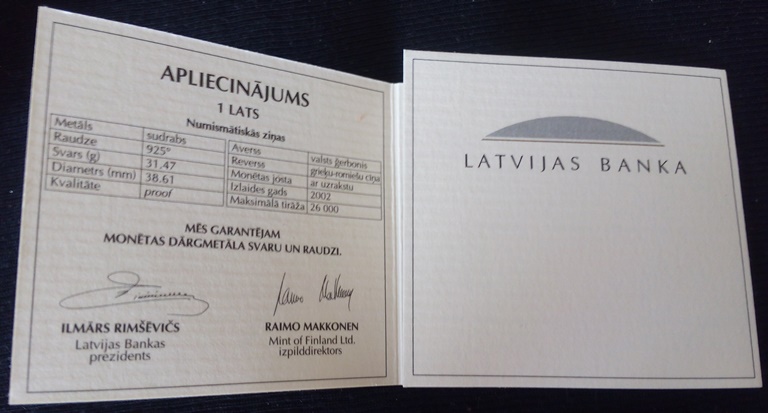 APLIECINĀJUMS
1 LATS
Numismātiskās ziņas
Metāls sudrabs
Raudze 925°
Svars (g) 31.47
Diametrs (mm) 38.61
Kvalitāte proof
Averss valsts ģerbonis
Reverss grieķu-romiešu cīņa
Monētas josta ar uzrakstu
Izlaides gads 2002
Maksimālā tirāža 26 000
MĒS GARANTĒJAM
MONĒTAS DĀRGMETĀLA SVARU UN RAUDZI.
ILMĀRS RIMŠĒVIČS
Latvijas Bankas
prezidents
RAIMO MAKKONEN
Mint of Finland Ltd.
izpilddirektors
LATVIJAS BANKA